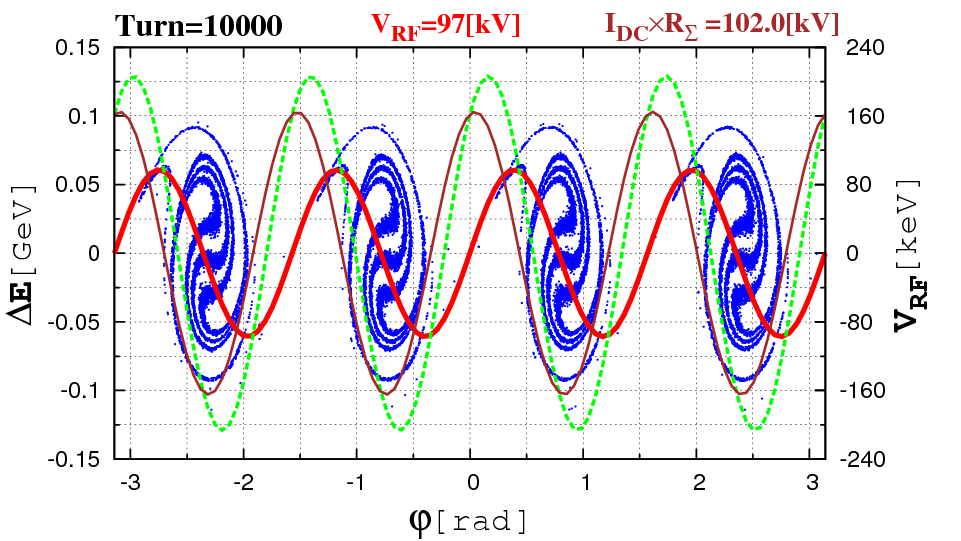 Turn=10000 V_RF=97[kV] I_DC×R_Σ =102.0[kV]
0.15 240
0.1 160
0.05 80
0 0
-0.05 -80
-0.1 -160
-0.15 -240
ΔE[GeV]
V_RF[keV]
-3 -2 -1 0 1 2 3
φ[rad]